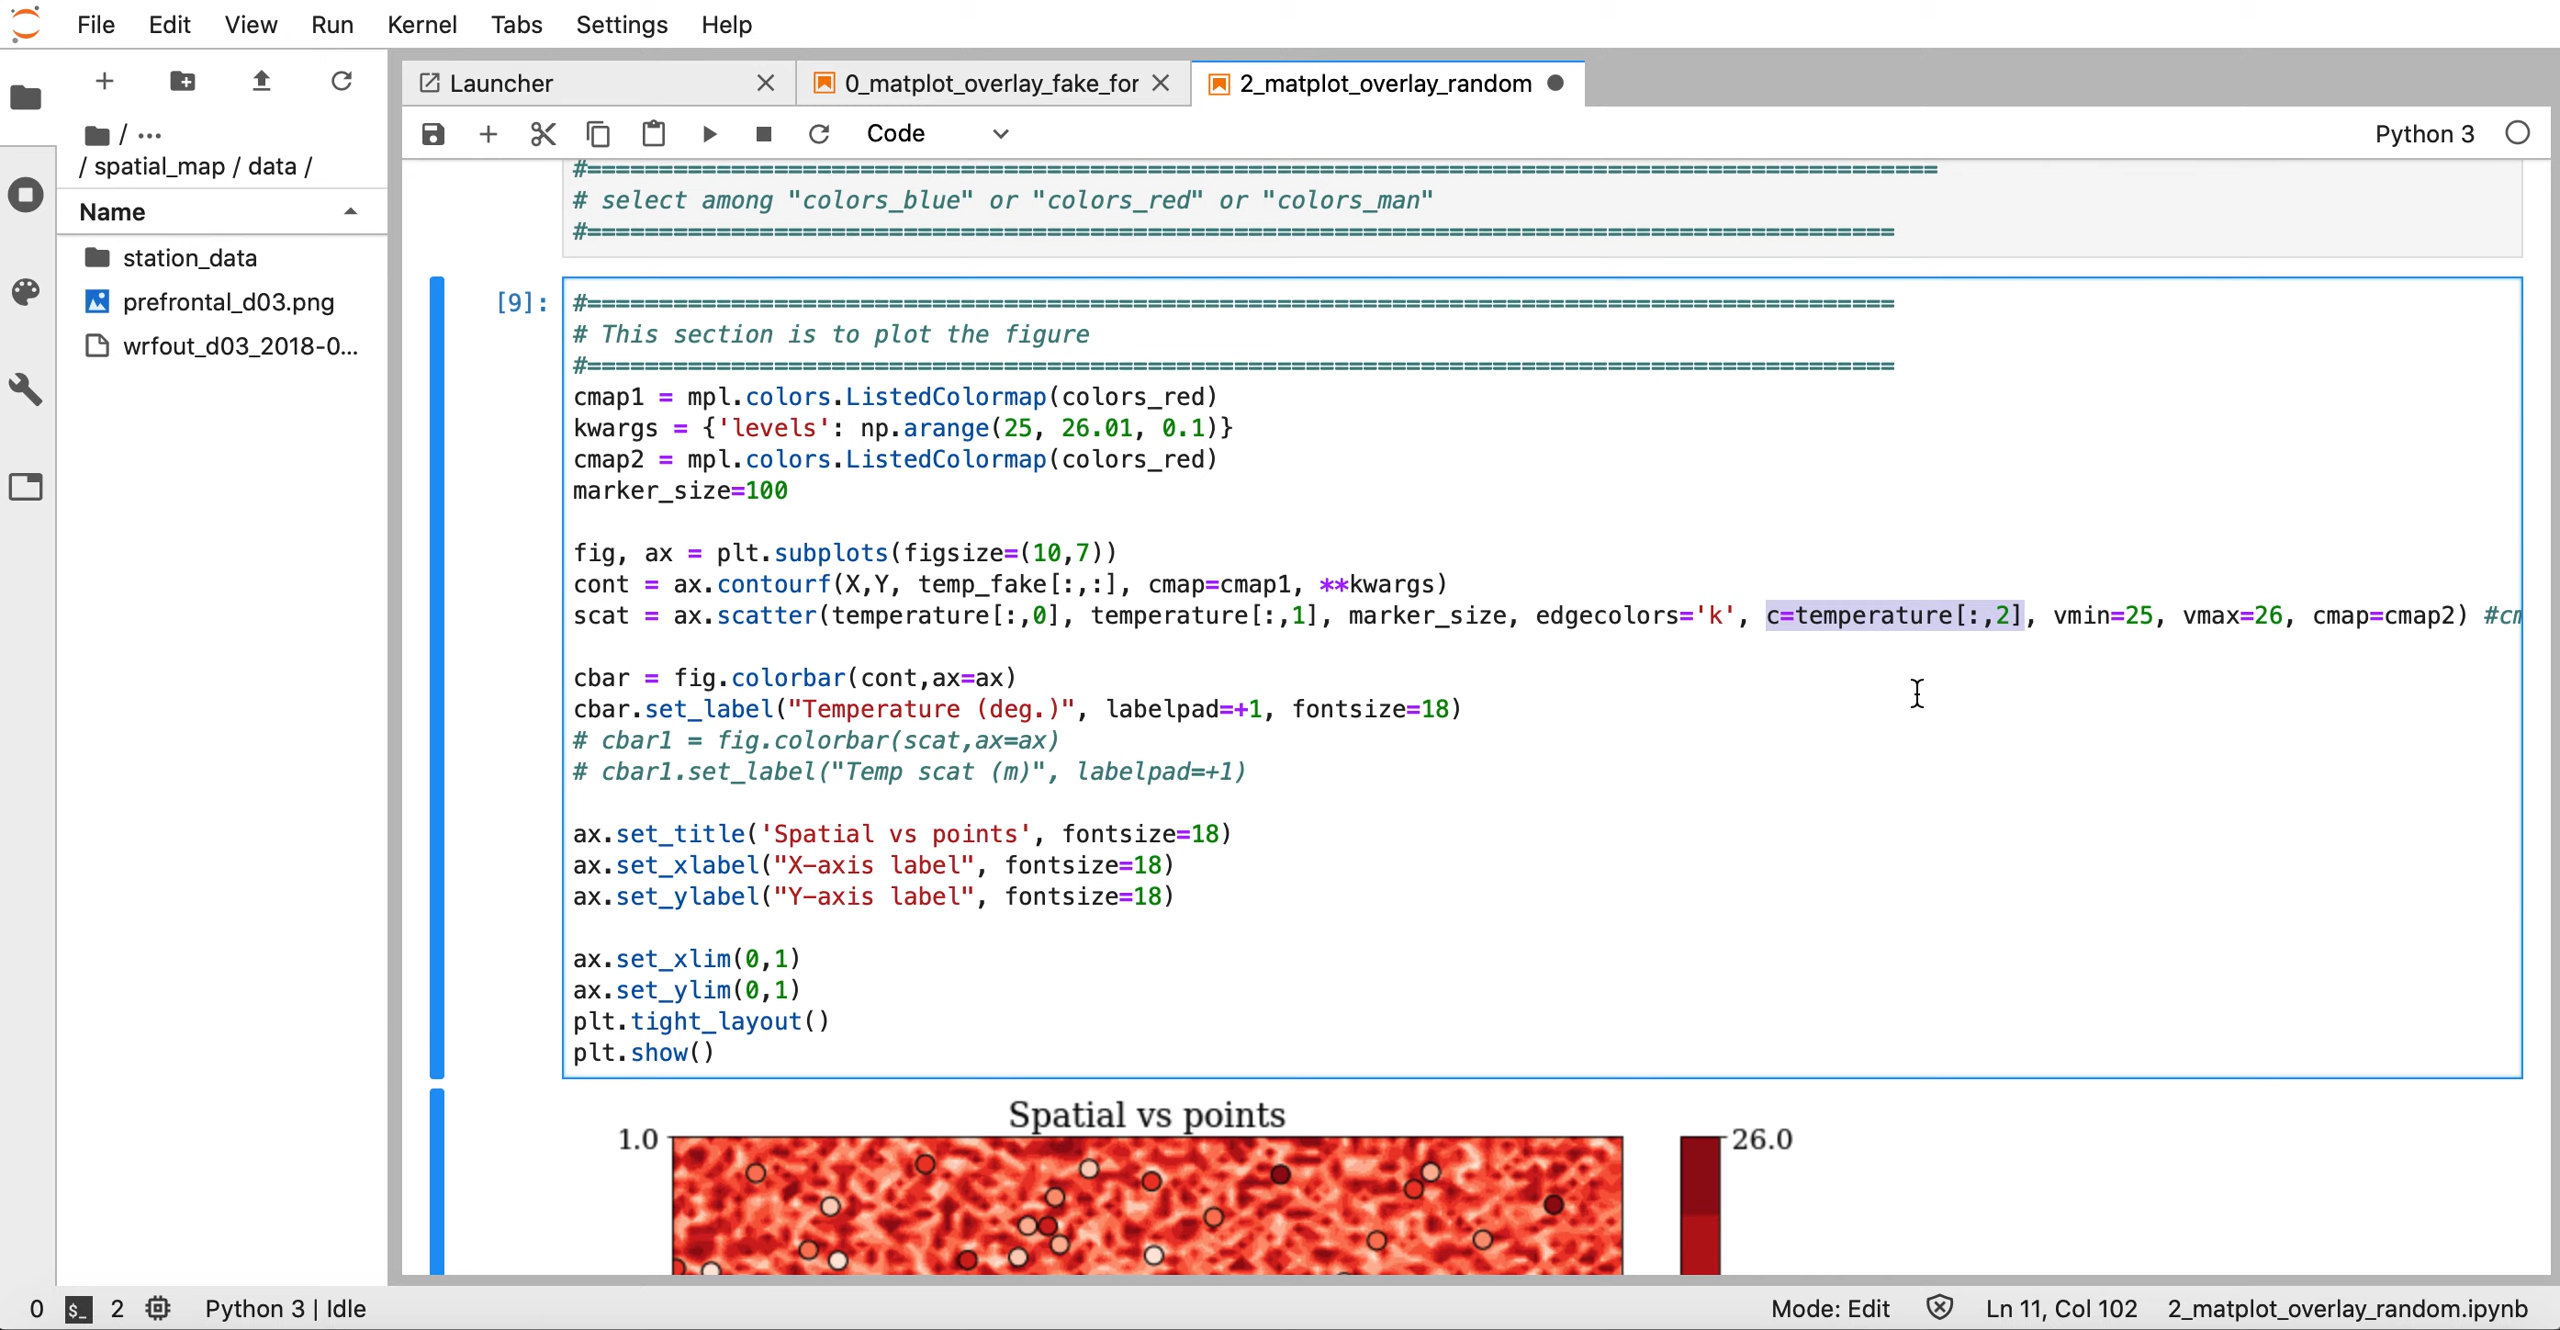 File Edit View Run Kernel Tabs Settings Help
Launcher
0_matplot_overlay_fake_for
2_matplot_overlay_random
/ ...
/ spatial_map / data /
Name
station_data
prefrontal_d03.png
wrfout_d03_2018-0...
Code
Python 3
#==============================================================================================
# select among "colors_blue" or "colors_red" or "colors_man"
#===========================================================================================
[9]:
#===========================================================================================
# This section is to plot the figure
#===========================================================================================
cmap1 = mpl.colors.ListedColormap(colors_red)
kwargs = {'levels': np.arange(25, 26.01, 0.1)}
cmap2 = mpl.colors.ListedColormap(colors_red)
marker_size=100
fig, ax = plt.subplots(figsize=(10,7))
cont = ax.contourf(X,Y, temp_fake[:,:], cmap=cmap1, **kwargs)
scat = ax.scatter(temperature[:,0], temperature[:,1], marker_size, edgecolors='k', c=temperature[:,2], vmin=25, vmax=26, cmap=cmap2)
cbar = fig.colorbar(cont,ax=ax)
cbar.set_label("Temperature (deg.)", labelpad=+1, fontsize=18)
# cbar1 = fig.colorbar(scat,ax=ax)
# cbar1.set_label("Temp scat (m)", labelpad=+1)
ax.set_title('Spatial vs points', fontsize=18)
ax.set_xlabel("X-axis label", fontsize=18)
ax.set_ylabel("Y-axis label", fontsize=18)
ax.set_xlim(0,1)
ax.set_ylim(0,1)
plt.tight_layout()
plt.show()
Spatial vs points
1.0
26.0
0 $_ 2 Python 3 | Idle
Mode: Edit Ln 11, Col 102 2_matplot_overlay_random.ipynb